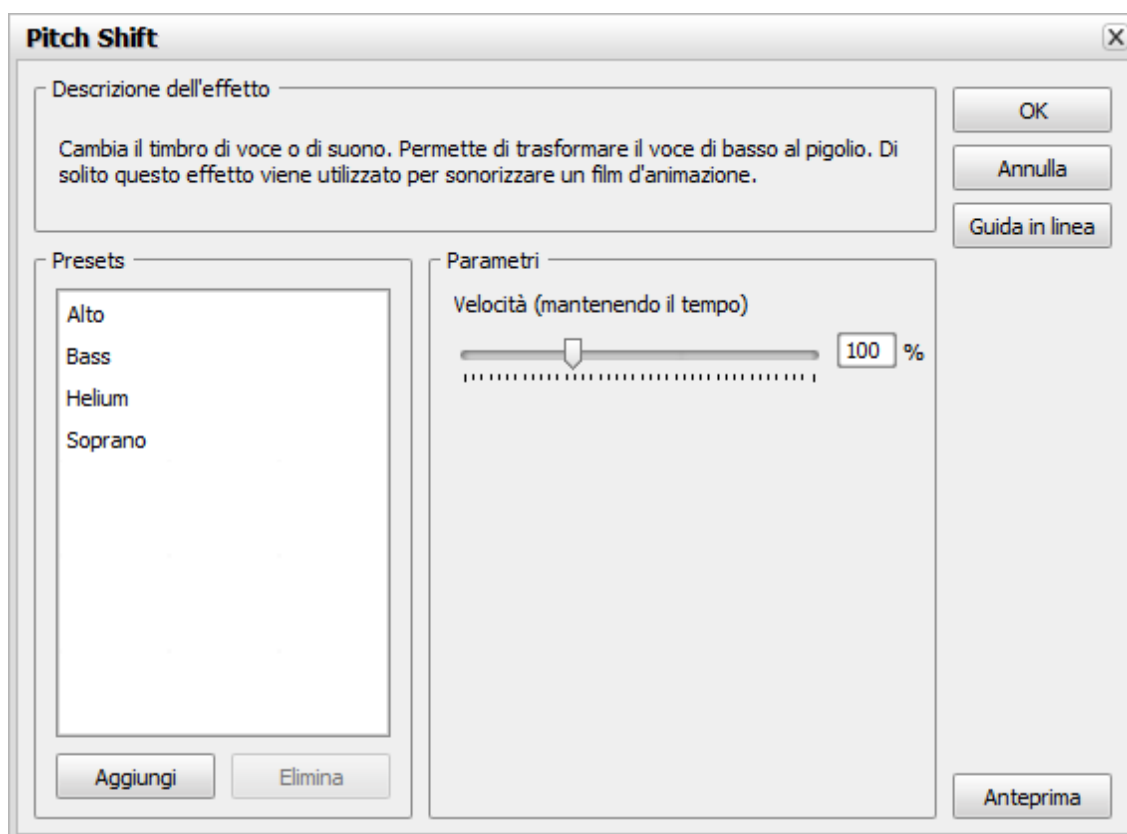 Pitch Shift
Descrizione dell'effetto
Cambia il timbro di voce o di suono. Permette di trasformare il voce di basso al pigolio. Di
solito questo effetto viene utilizzato per sonorizzare un film d'animazione.
OK
Annulla
Guida in linea
Presets
Alto
Bass
Helium
Soprano
Aggiungi
Elimina
Parametri
Velocità (mantenendo il tempo)
100 %
Anteprima